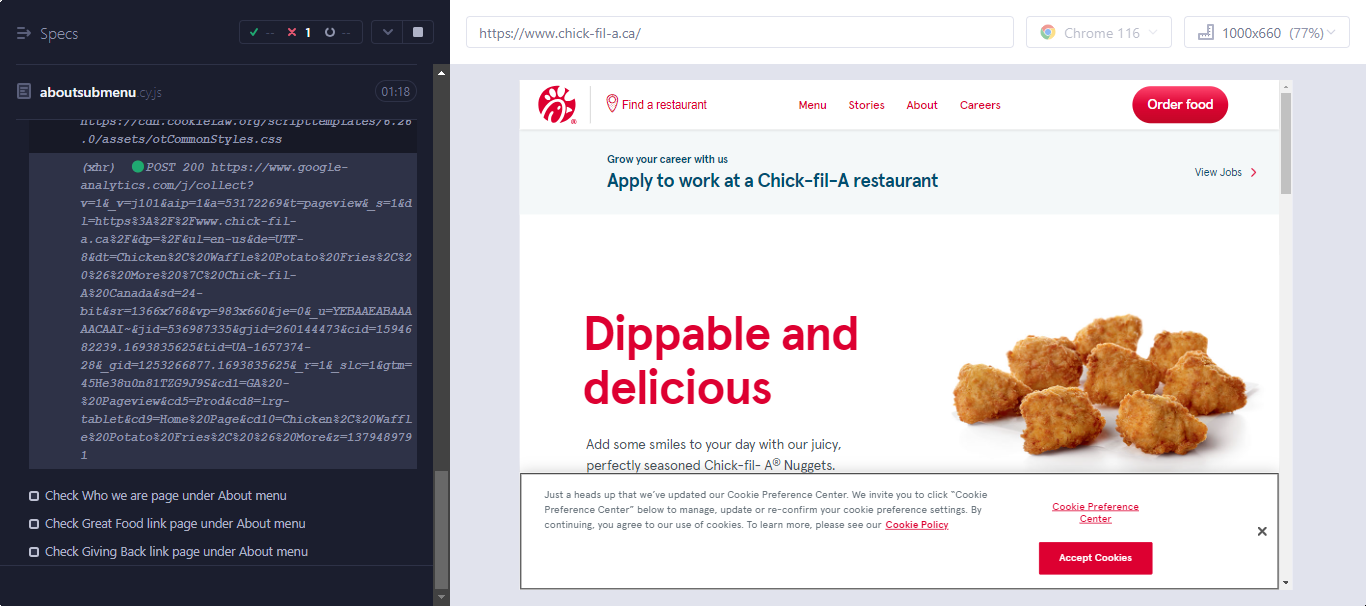 Specs
--
1
--
aboutsubmenu.cy.js
01:18
https://cdn.cookielaw.org/scripttemplates/6.26
.0/assets/otCommonStyles.css
(xhr) POST 200 https://www.google-
analytics.com/j/collect?
v=1&_v=j101&aip=1&a=53172269&t=pageview&_s=1&d
l=https%3A%2F%2Fwww.chick-fil-
a.ca%2F&dp=%2F&ul=en-us&de=UTF-
8&dt=Chicken%2C%20Waffle%20Potato%20Fries%2C%2
0%26%20More%20%7C%20Chick-fil-
A%20Canada&sd=24-
bit&sr=1366x768&vp=983x660&je=0&_u=YEBAAEABAAA
AACAAI~&jid=536987335&gjid=260144473&cid=15946
82239.1693835625&tid=UA-1657374-
28&_gid=1253266877.1693835625&_r=1&_slc=1&gtm=
45He38u0n81TZG9J9S&cd1=GA%20-
%20Pageview&cd5=Prod&cd8=lrg-
tablet&cd9=Home%20Page&cd10=Chicken%2C%20Waffl
e%20Potato%20Fries%2C%20%26%20More&z=137948979
1
Check Who we are page under About menu
Check Great Food link page under About menu
Check Giving Back link page under About menu
https://www.chick-fil-a.ca/
Chrome 116
1000x660 (77%)
Find a restaurant
Menu
Stories
About
Careers
Order food
Grow your career with us
Apply to work at a Chick-fil-A restaurant
View Jobs
Dippable and
delicious
Add some smiles to your day with our juicy,
perfectly seasoned Chick-fil- A® Nuggets.
Just a heads up that we've updated our Cookie Preference Center. We invite you to click "Cookie
Preference Center" below to manage, update or re-confirm your cookie preference settings. By
continuing, you agree to our use of cookies. To learn more, please see our Cookie Policy
Cookie Preference
Center
Accept Cookies